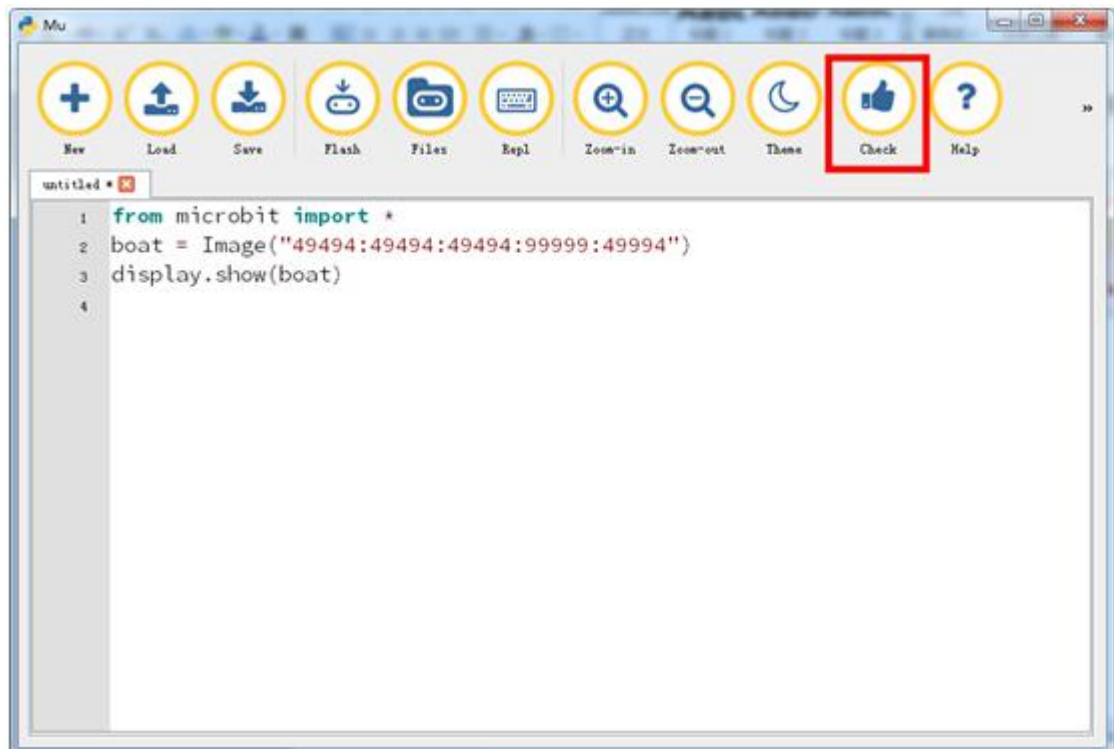 Mu
New Load Save Flash Files Repl Zoom-in Zoom-out Theme Check Help »
untitled *
1 from microbit import *
2 boat = Image("49494:49494:49494:99999:49994")
3 display.show(boat)
4